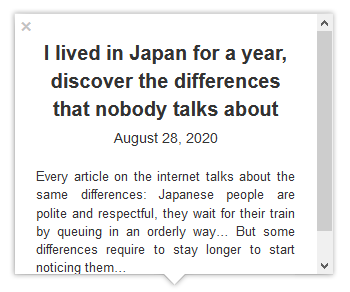 I lived in Japan for a year,
discover the differences
that nobody talks about
August 28, 2020
Every article on the internet talks about the
same differences: Japanese people are
polite and respectful, they wait for their train
by queuing in an orderly way… But some
differences require to stay longer to start
noticing them…